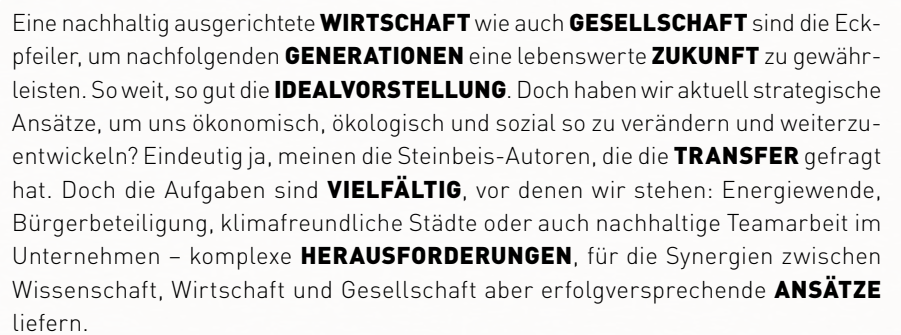 Eine nachhaltig ausgerichtete WIRTSCHAFT wie auch GESELLSCHAFT sind die Eck-
pfeiler, um nachfolgenden GENERATIONEN eine lebenswerte ZUKUNFT zu gewähr-
leisten. So weit, so gut die IDEALVORSTELLUNG. Doch haben wir aktuell strategische
Ansätze, um uns ökonomisch, ökologisch und sozial so zu verändern und weiterzu-
entwickeln? Eindeutig ja, meinen die Steinbeis-Autoren, die die TRANSFER gefragt
hat. Doch die Aufgaben sind VIELFÄLTIG, vor denen wir stehen: Energiewende,
Bürgerbeteiligung, klimafreundliche Städte oder auch nachhaltige Teamarbeit im
Unternehmen – komplexe HERAUSFORDERUNGEN, für die Synergien zwischen
Wissenschaft, Wirtschaft und Gesellschaft aber erfolgversprechende ANSÄTZE
liefern.